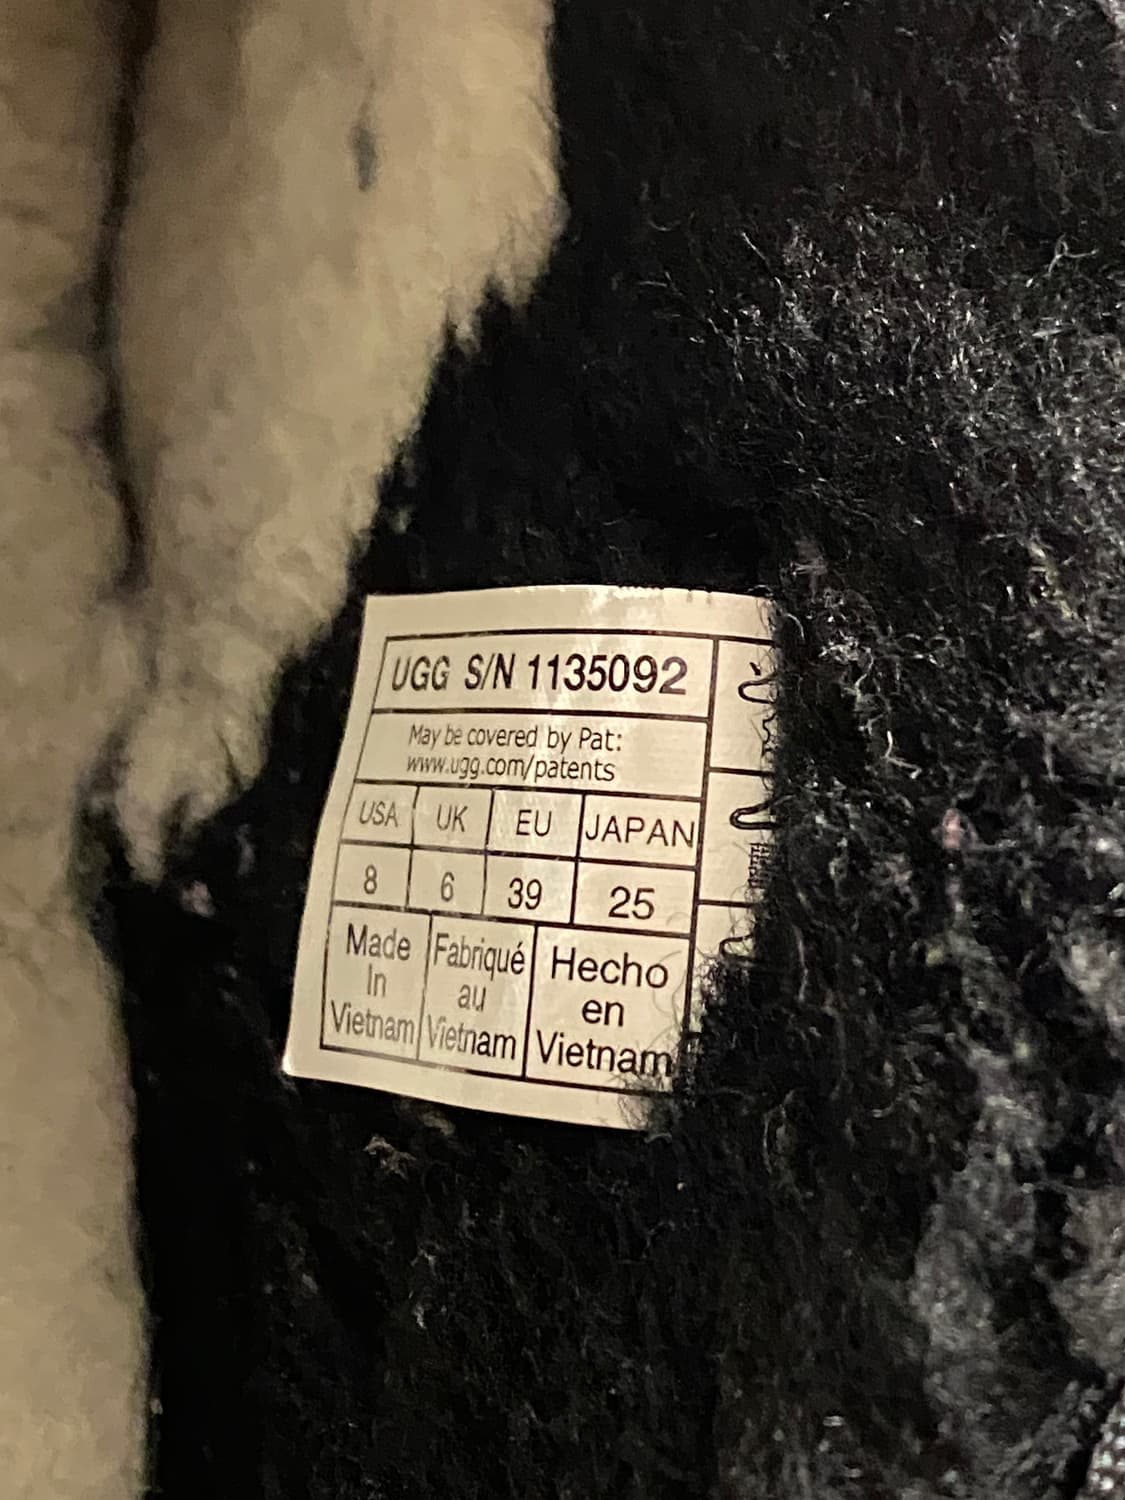 UGG S/N 1135092
May be covered by Pat:
www.ugg.com/patents
USA UK EU JAPAN
8 6 39 25
Made
In
Vietnam
Fabriqué
au
Vietnam
Hecho
en
Vietnam